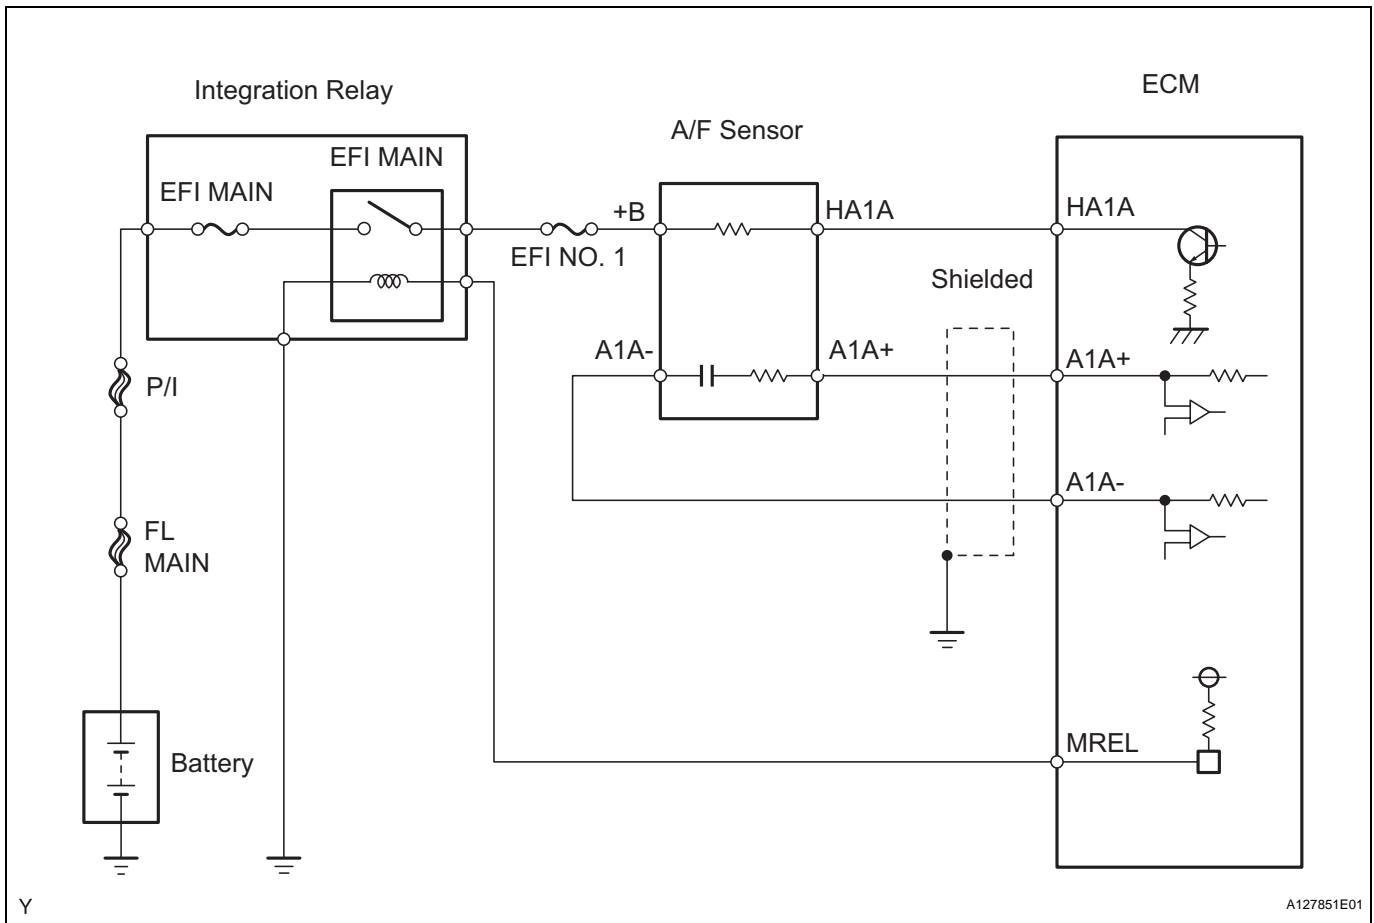 Integration Relay
ECM
A/F Sensor
EFI MAIN
EFI MAIN
+B
HA1A
HA1A
EFI NO. 1
Shielded
A1A-
A1A+
A1A+
P/I
A1A-
FL
MAIN
MREL
Battery
Y
A127851E01